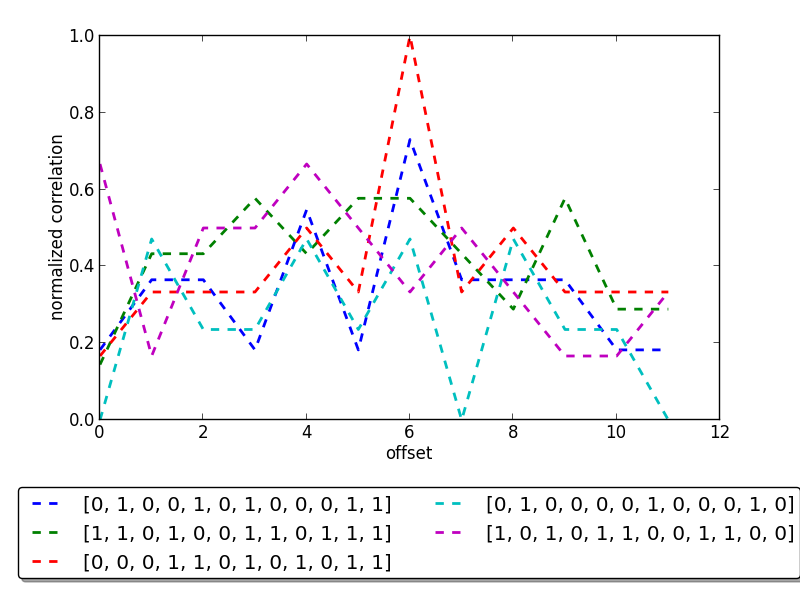 1.0
0.8
0.6
0.4
0.2
0.0
normalized correlation
0 2 4 6 8 10 12
offset
[0, 1, 0, 0, 1, 0, 1, 0, 0, 0, 1, 1]
[1, 1, 0, 1, 0, 0, 1, 1, 0, 1, 1, 1]
[0, 0, 0, 1, 1, 0, 1, 0, 1, 0, 1, 1]
[0, 1, 0, 0, 0, 0, 1, 0, 0, 0, 1, 0]
[1, 0, 1, 0, 1, 1, 0, 0, 1, 1, 0, 0]